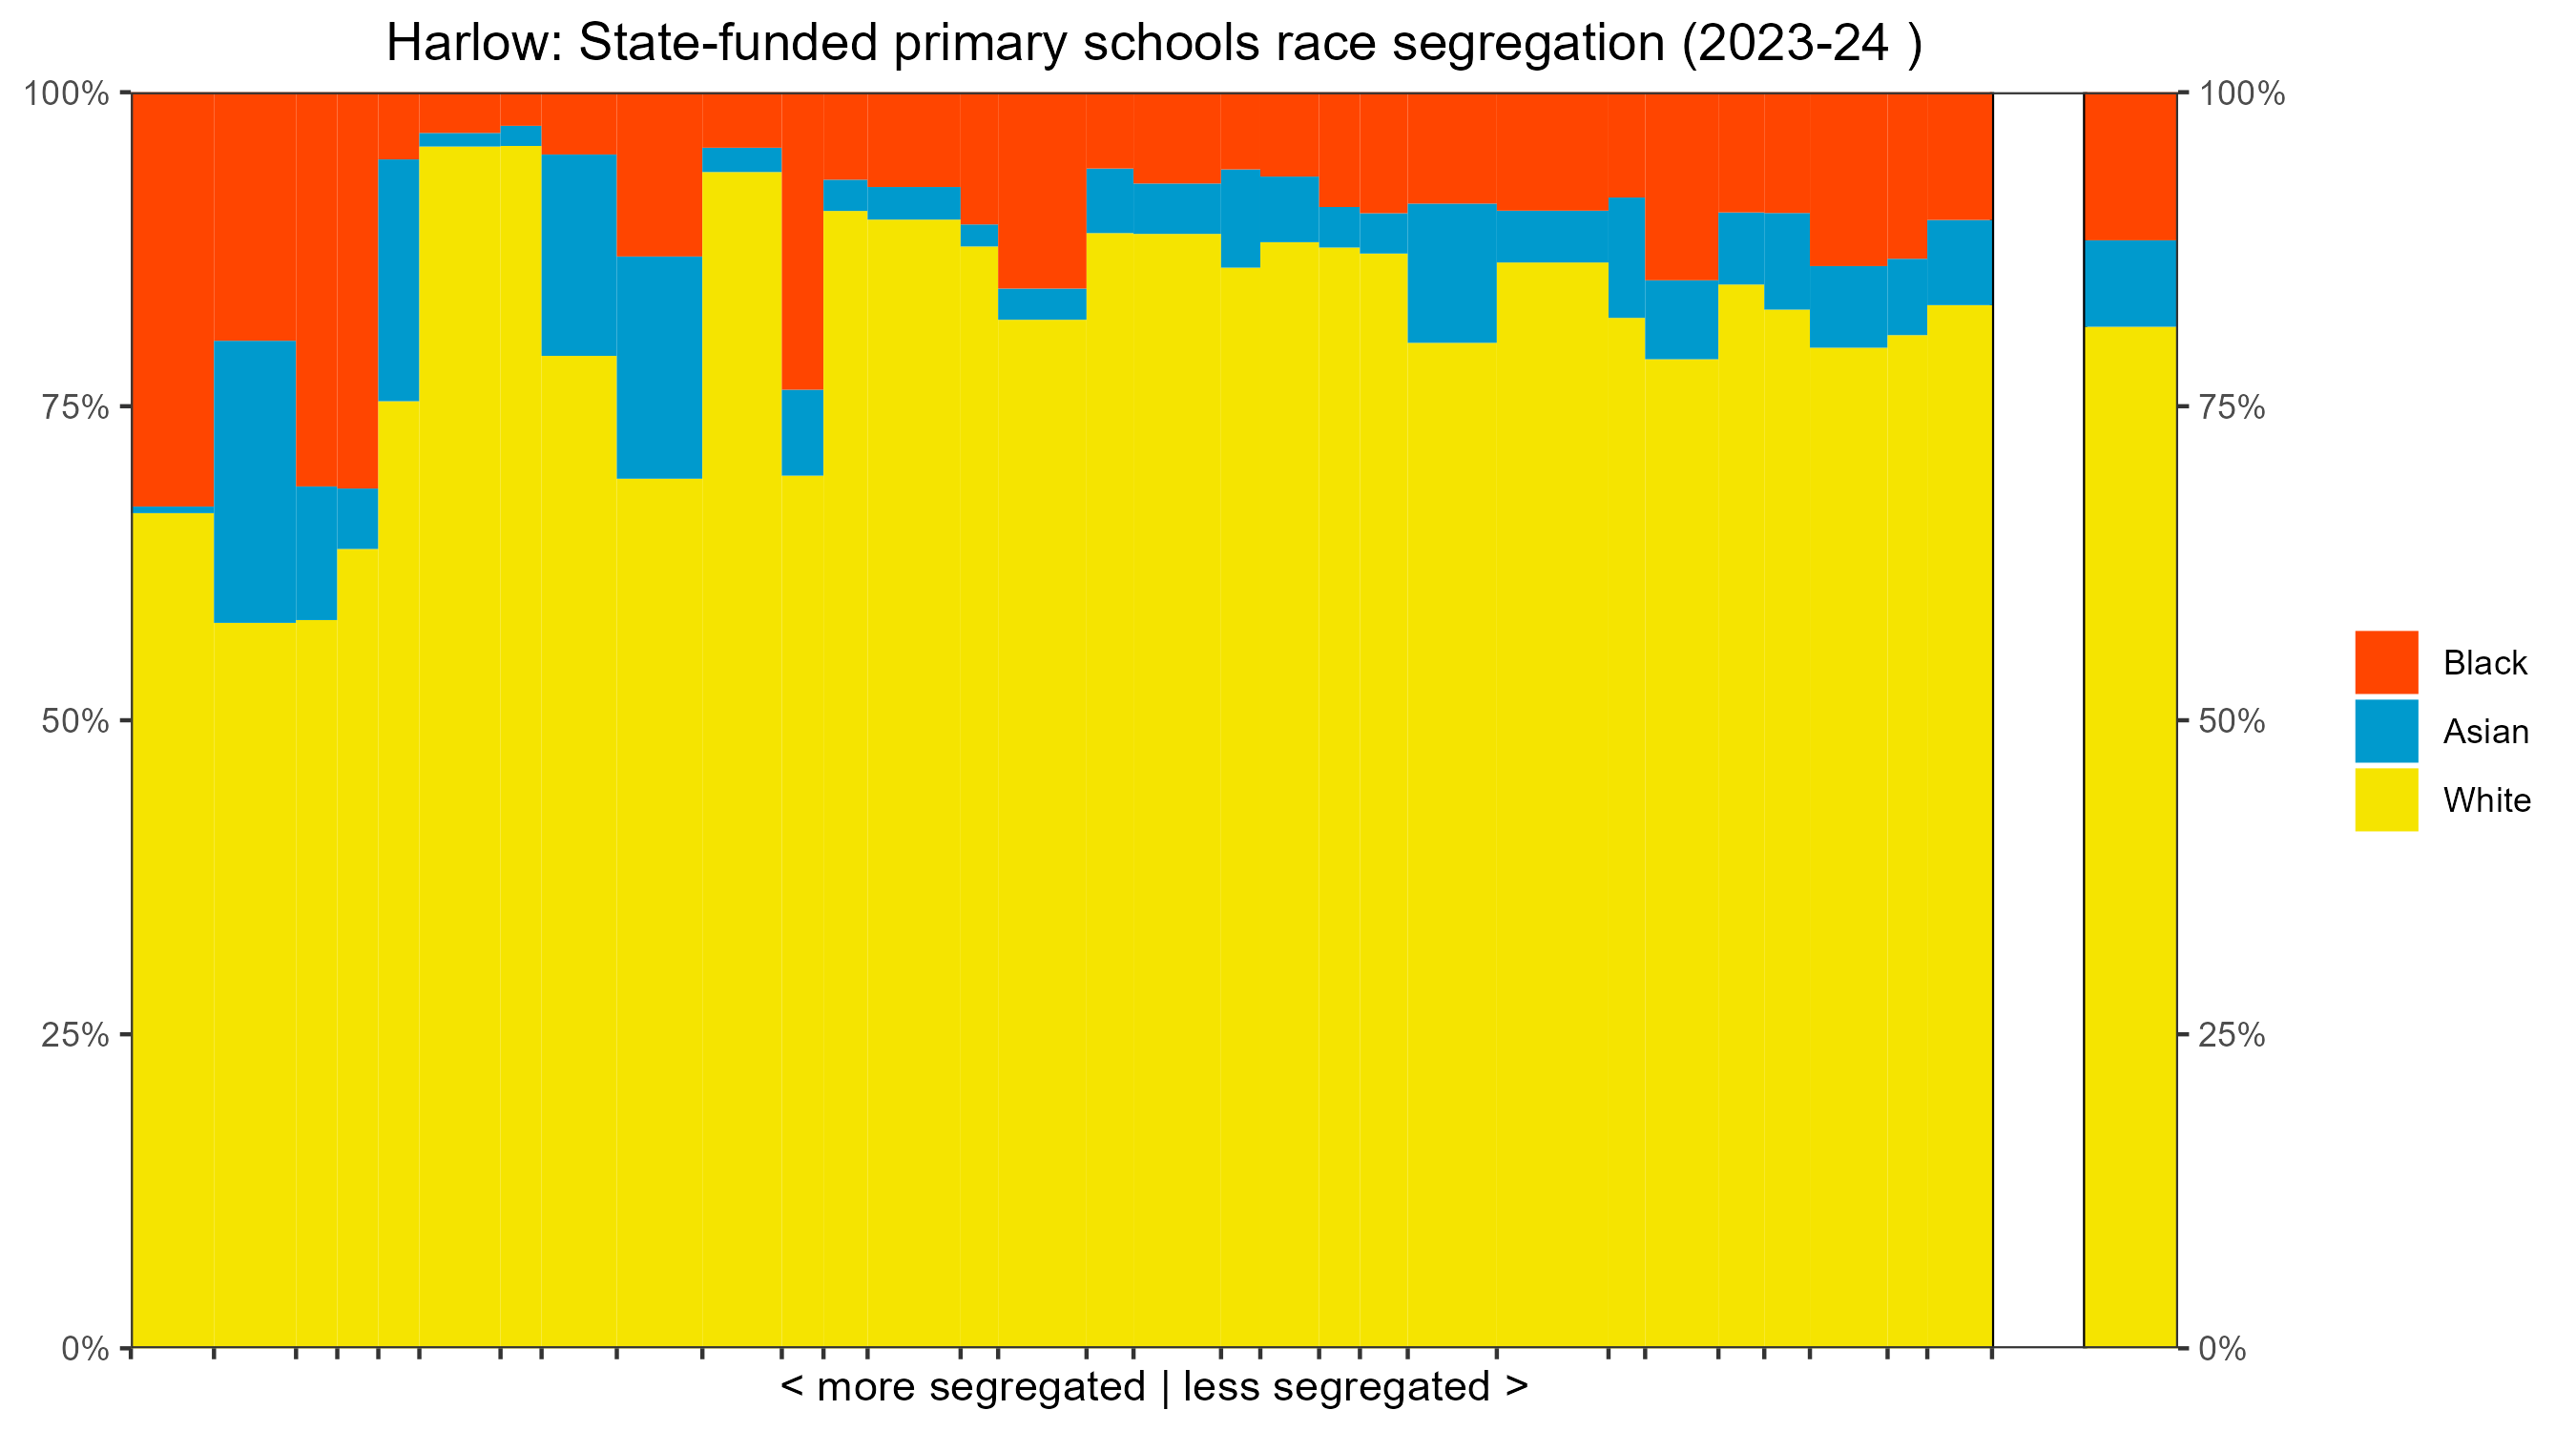 Harlow: State-funded primary schools race segregation (2023-24 )
100%
100%
75%
75%
50%
50%
25%
25%
0%
0%
Black
Asian
White
< more segregated | less segregated >